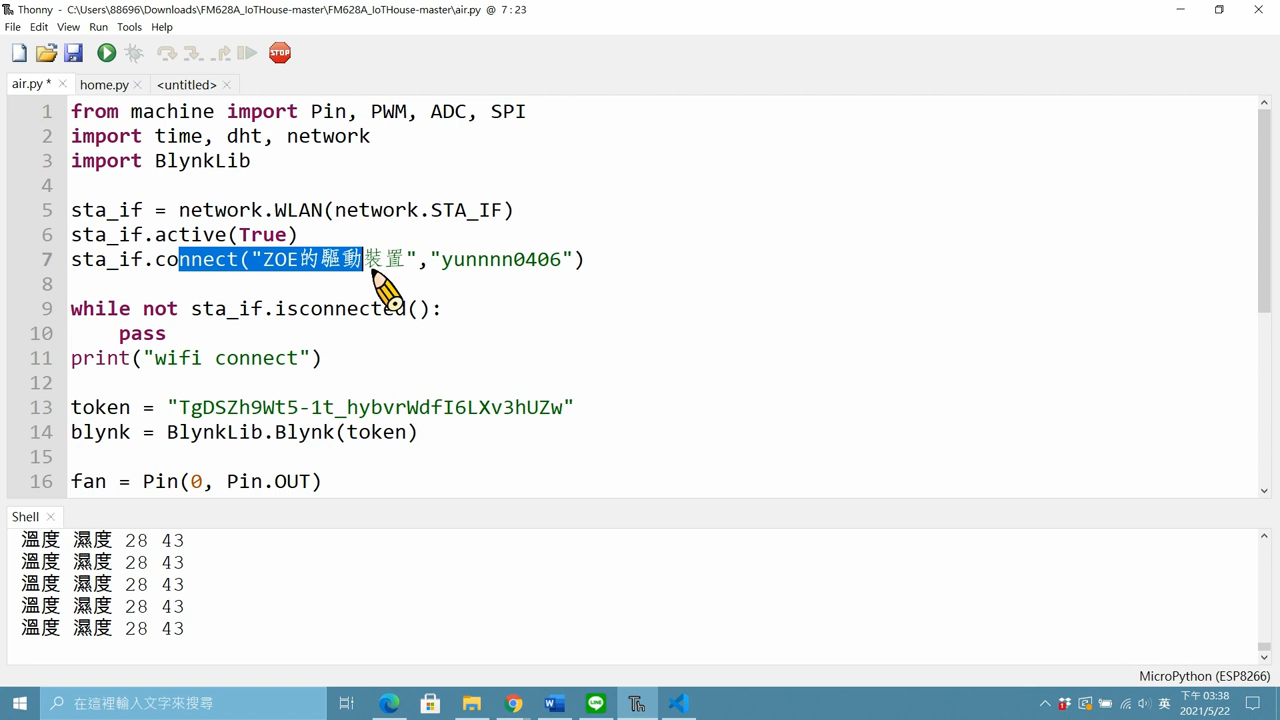 Thonny - C:\Users\88696\Downloads\FM628A_IoTHouse-master\FM628A_IoTHouse-master\air.py @ 7 : 23
File Edit View Run Tools Help
STOP
air.py * home.py <untitled>
1 from machine import Pin, PWM, ADC, SPI
2 import time, dht, network
3 import BlynkLib
4
5 sta_if = network.WLAN(network.STA_IF)
6 sta_if.active(True)
7 sta_if.connect("ZOE的驅動裝置","yunnnn0406")
8
9 while not sta_if.isconnected():
10 pass
11 print("wifi connect")
12
13 token = "TgDSZh9Wt5-1t_hybvrWdfI6LXv3hUZw"
14 blynk = BlynkLib.Blynk(token)
15
16 fan = Pin(0, Pin.OUT)
Shell
溫度 濕度 28 43
溫度 濕度 28 43
溫度 濕度 28 43
溫度 濕度 28 43
溫度 濕度 28 43
MicroPython (ESP8266)
在這裡輸入文字來搜尋
英
下午 03:38
2021/5/22